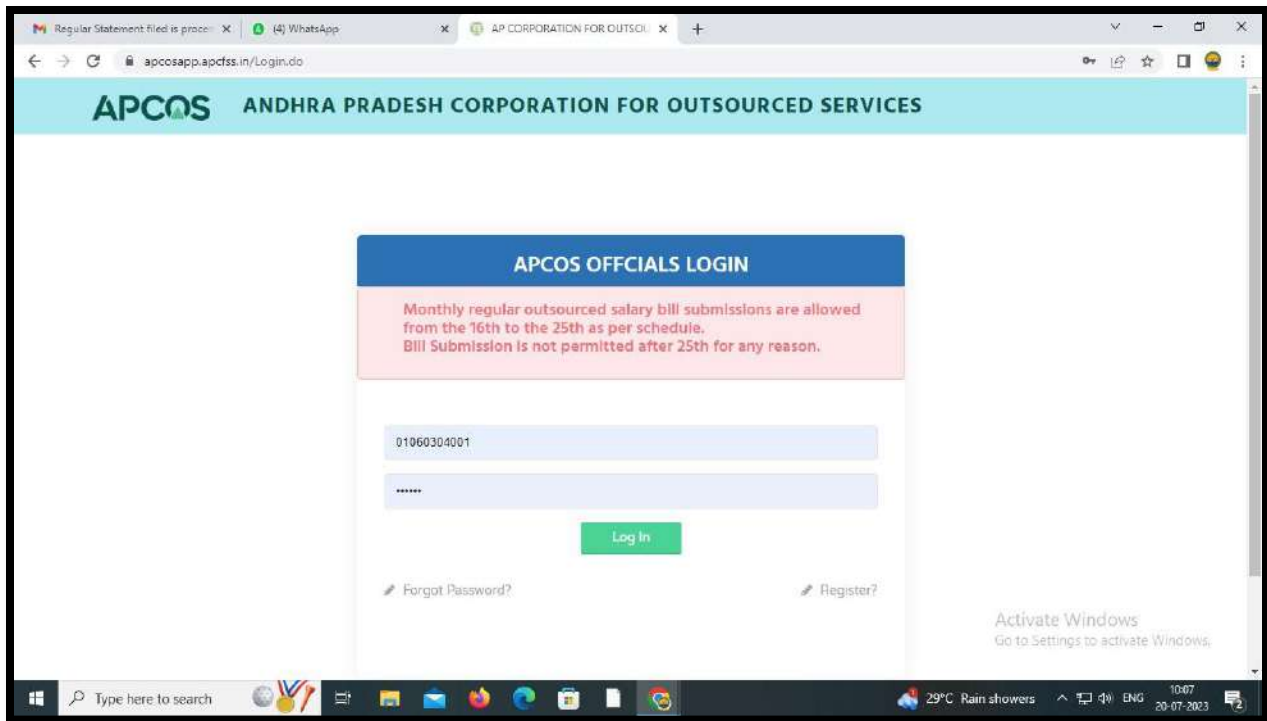 Regular Statement filed is proces
(4) WhatsApp
AP CORPORATION FOR OUTSOU
apcosapp.apcfss.in/Login.do
APCOS ANDHRA PRADESH CORPORATION FOR OUTSOURCED SERVICES
APCOS OFFCIALS LOGIN
Monthly regular outsourced salary bill submissions are allowed
from the 16th to the 25th as per schedule.
Bill Submission is not permitted after 25th for any reason.
01060304001
••••••
Log In
Forgot Password?
Register?
Activate Windows
Go to Settings to activate Windows.
Type here to search
29°C Rain showers
ENG
10:07
20-07-2023
2